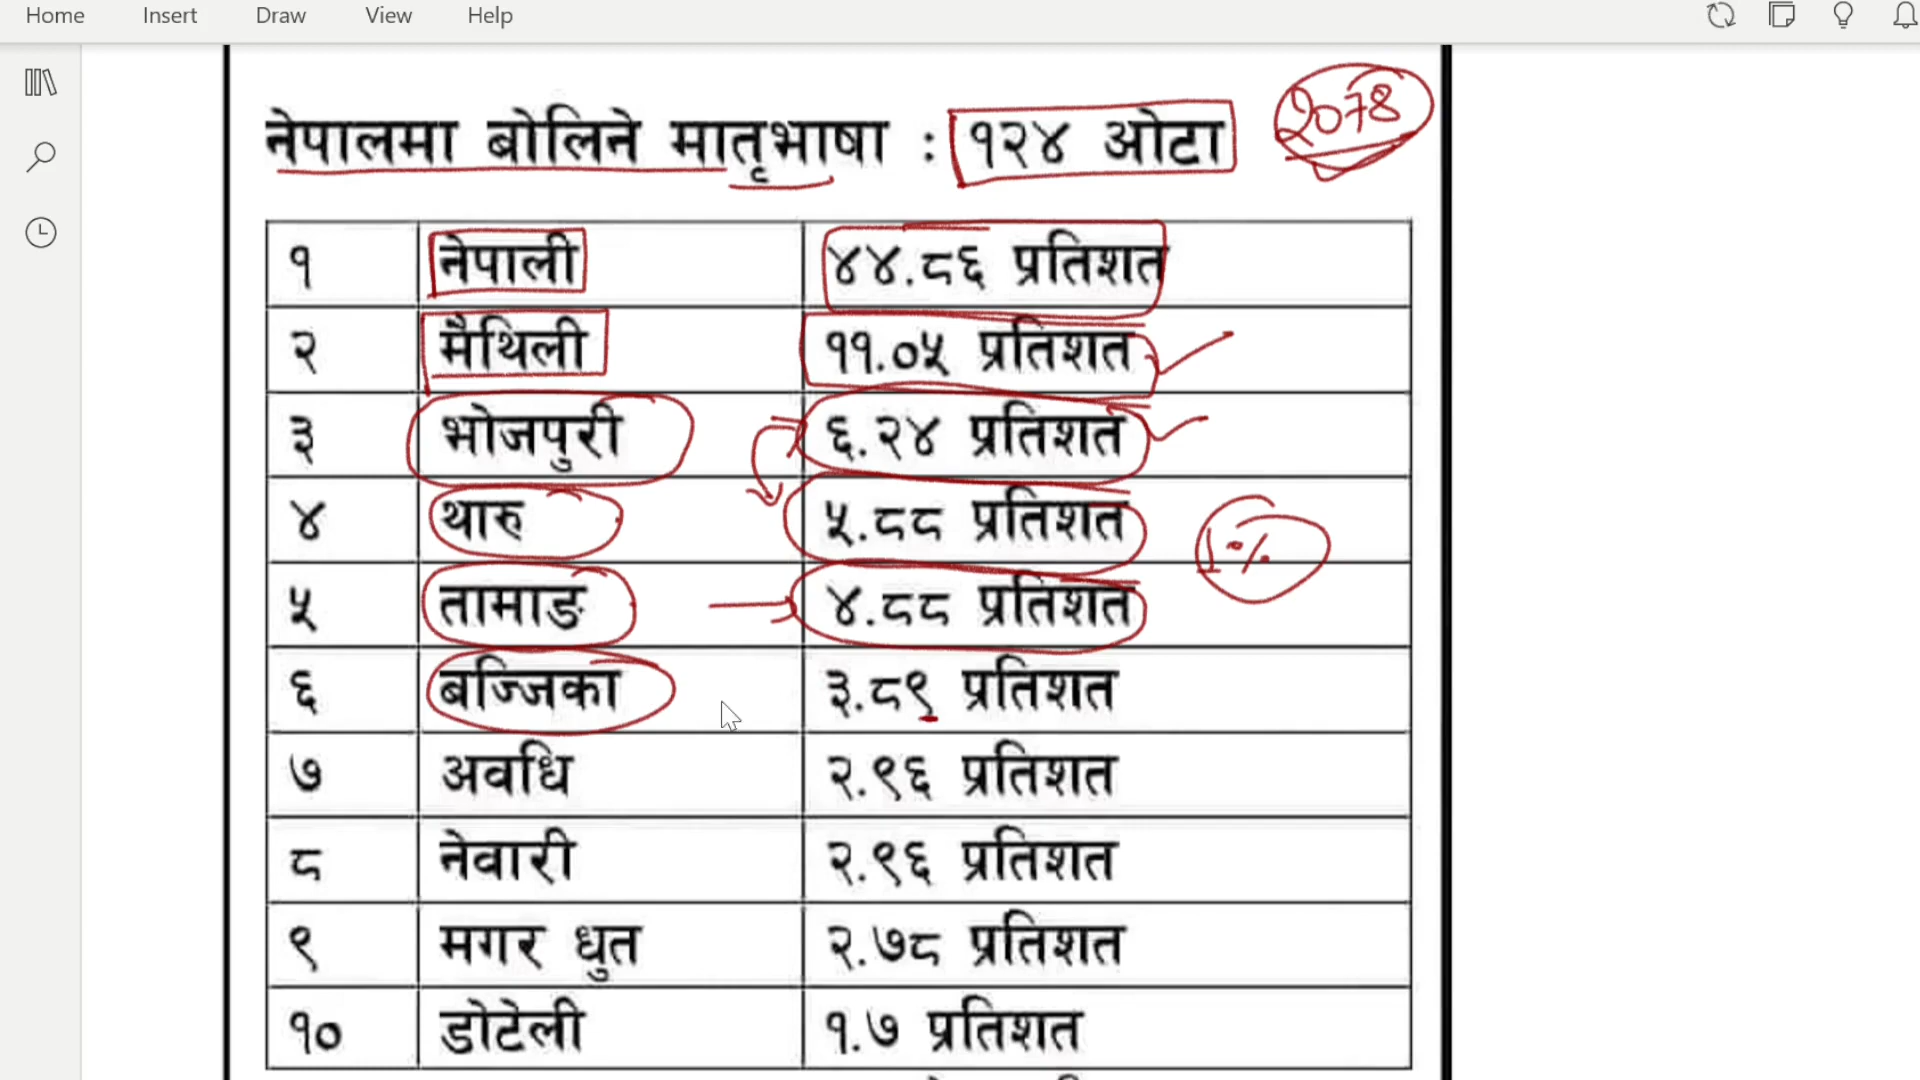 Home Insert Draw View Help
नेपालमा बोलिने मातृभाषा : १२४ ओटा 2078
१ नेपाली ४४.८६ प्रतिशत
२ मैथिली ११.०५ प्रतिशत
३ भोजपुरी ६.२४ प्रतिशत
४ थारु ५.८८ प्रतिशत
1%
५ तामाङ ४.८८ प्रतिशत
६ बज्जिका ३.८९ प्रतिशत
७ अवधि २.९६ प्रतिशत
८ नेवारी २.९६ प्रतिशत
९ मगर धुत २.७८ प्रतिशत
१० डोटेली १.७ प्रतिशत